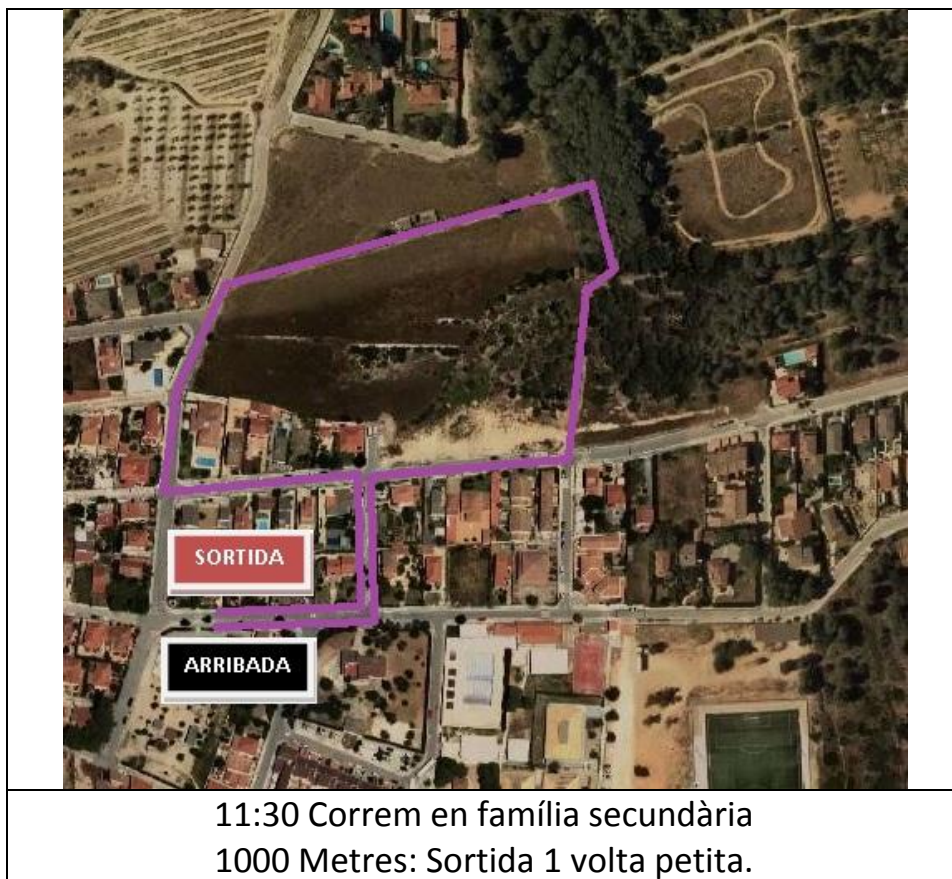 SORTIDA
ARRIBADA
11:30 Correm en família secundària
1000 Metres: Sortida 1 volta petita.